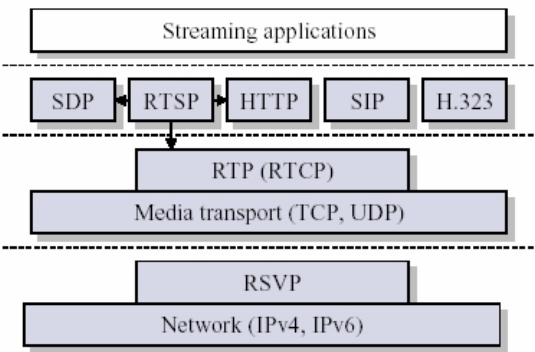 Streaming applications
SDP RTSP HTTP SIP H.323
RTP (RTCP)
Media transport (TCP, UDP)
RSVP
Network (IPv4, IPv6)